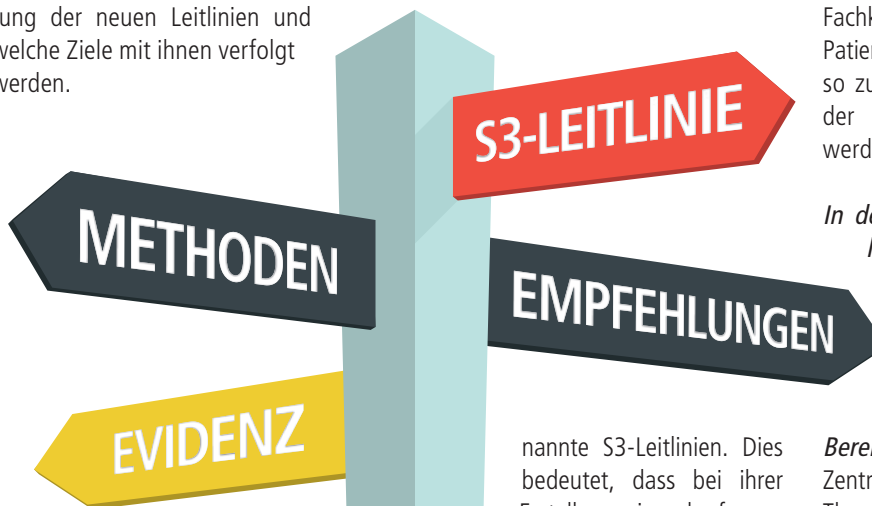 ung der neuen Leitlinien und
welche Ziele mit ihnen verfolgt
werden.
S3-LEITLINIE
METHODEN
EMPFEHLUNGEN
EVIDENZ
nannte S3-Leitlinien. Dies
bedeutet, dass bei ihrer
Fachk
Patien
so zu
der
werd
In de
Berei
Zentr